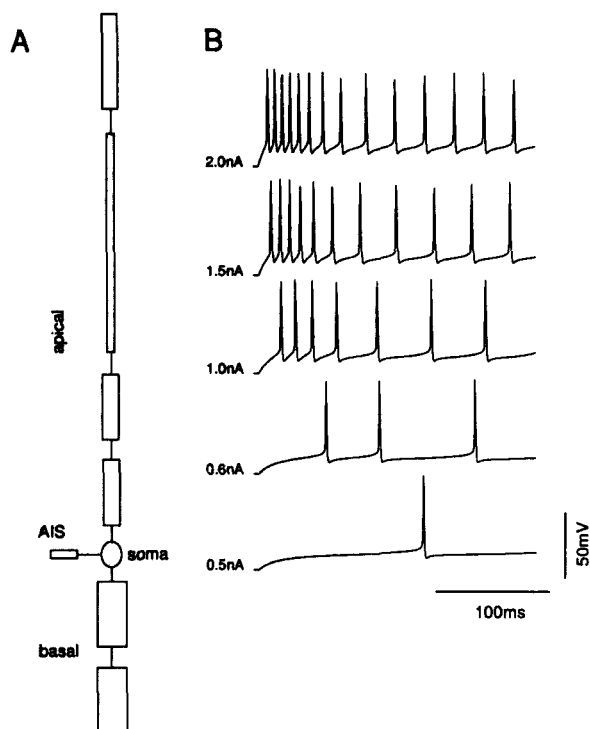 A
B
2.0nA
1.5nA
apical
1.0nA
0.6nA
AIS
soma
0.5nA
50mV
100ms
basal